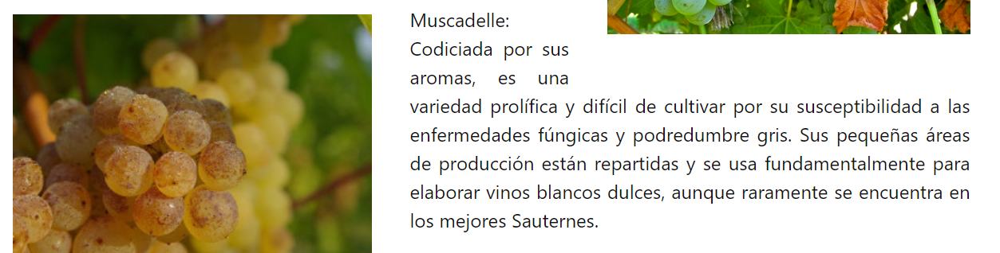 Muscadelle:
Codiciada por sus
aromas, es una
variedad prolífica y difícil de cultivar por su susceptibilidad a las
enfermedades fúngicas y podredumbre gris. Sus pequeñas áreas
de producción están repartidas y se usa fundamentalmente para
elaborar vinos blancos dulces, aunque raramente se encuentra en
los mejores Sauternes.